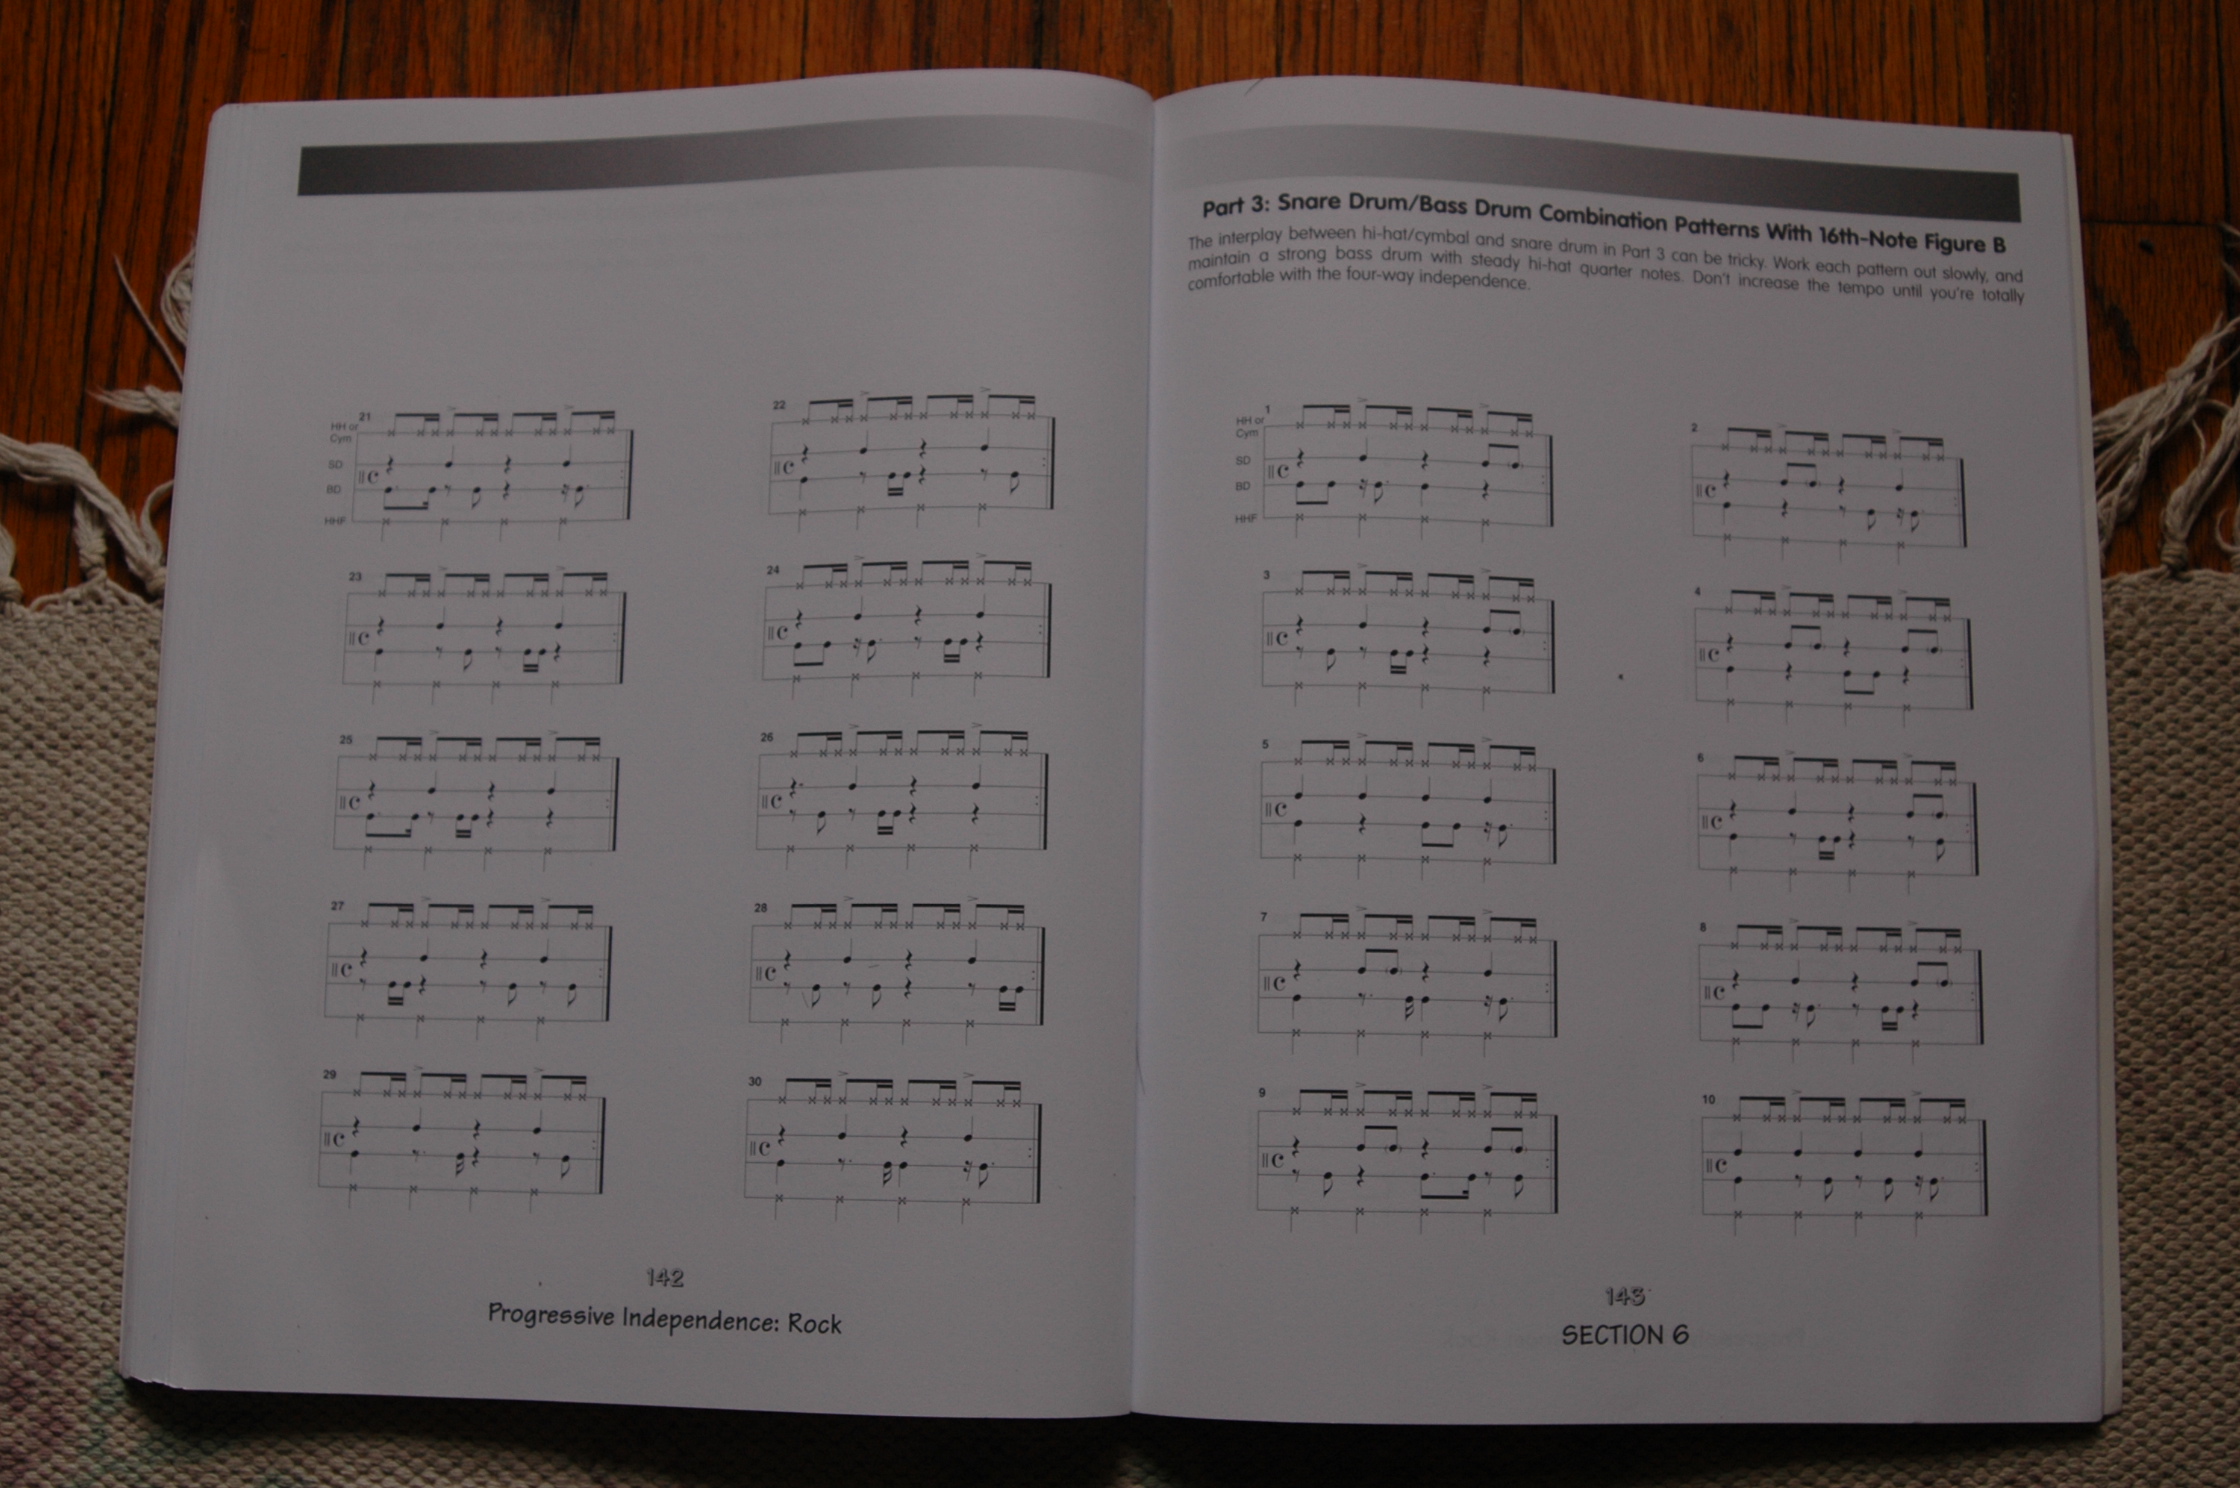 21
22
HH or
Cym
SD
BD
HHF
23
24
25
26
27
28
29
30
142
Progressive Independence: Rock
Part 3: Snare Drum/Bass Drum Combination Patterns With 16th-Note Figure B
The interplay between hi-hat/cymbal and snare drum in Part 3 can be tricky. Work each pattern out slowly, and
maintain a strong bass drum with steady hi-hat quarter notes. Don't increase the tempo until you're totally
comfortable with the four-way independence.
1
2
HH or
Cym
SD
BD
HHF
3
4
5
6
7
8
9
10
143
SECTION 6